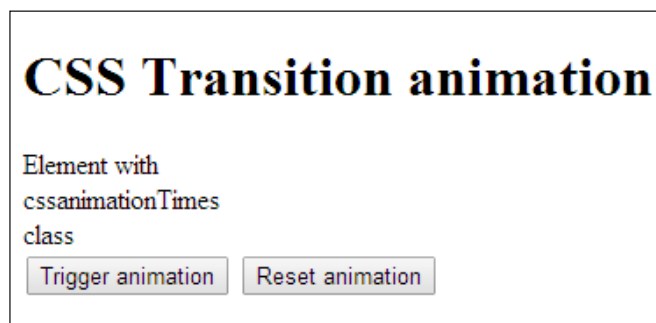 CSS Transition animation
Element with
cssanimationTimes
class
Trigger animation Reset animation